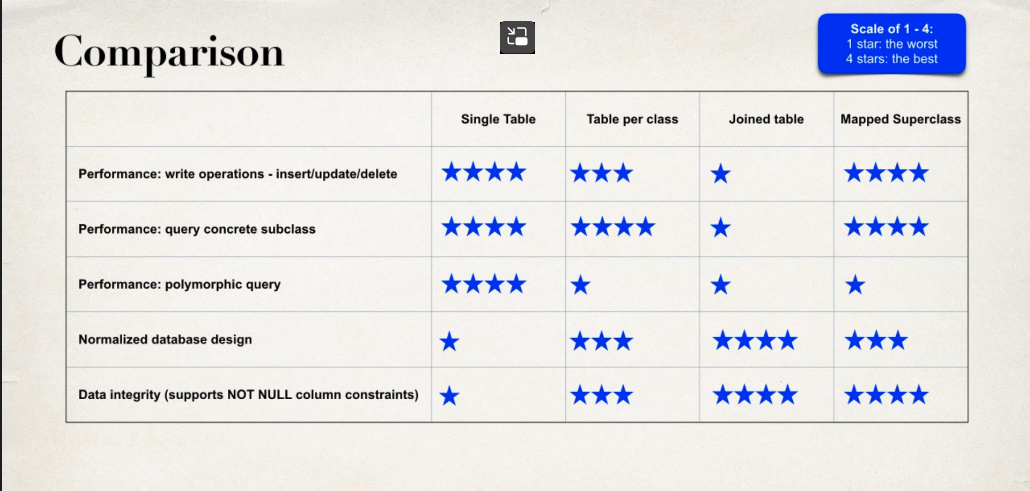 Comparison
Scale of 1 - 4:
1 star: the worst
4 stars: the best
Single Table
Table per class
Joined table
Mapped Superclass
Performance: write operations - insert/update/delete
★★★★
★★★
★
★★★★
Performance: query concrete subclass
★★★★
★★★★
★
★★★★
Performance: polymorphic query
★★★★
★
★
★
Normalized database design
★
★★★
★★★★
★★★
Data integrity (supports NOT NULL column constraints)
★
★★★
★★★★
★★★★